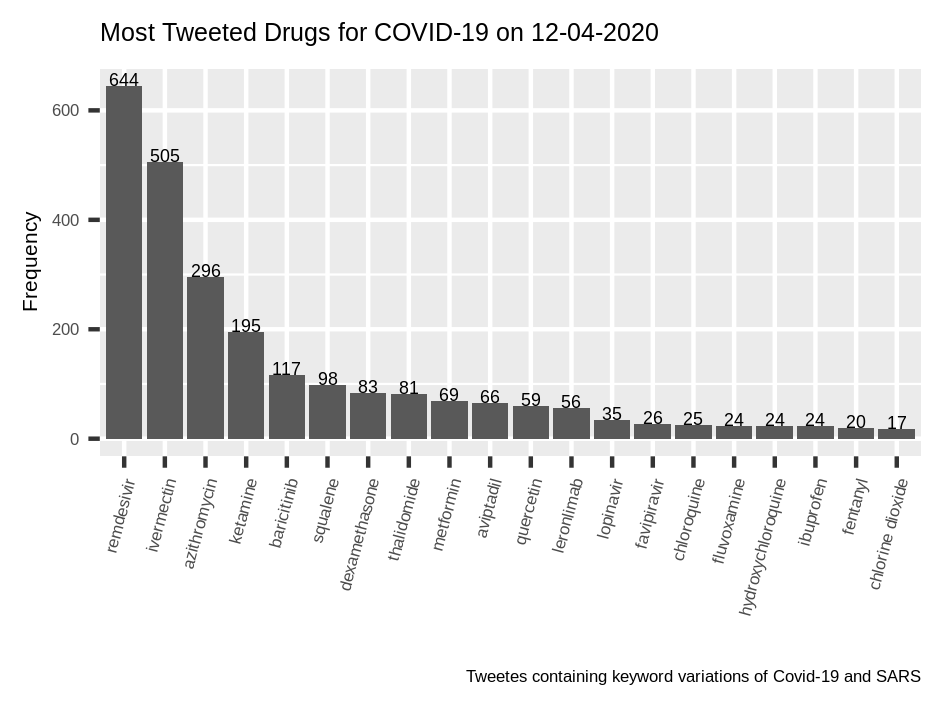 Most Tweeted Drugs for COVID-19 on 12-04-2020
Frequency
600
400
200
0
644
505
296
195
117
98
83
81
69
66
59
56
35
26
25
24
24
24
20
17
remdesivir
ivermectin
azithromycin
ketamine
baricitinib
squalene
dexamethasone
thalidomide
metformin
aviptadil
quercetin
leronlimab
lopinavir
favipiravir
chloroquine
fluvoxamine
hydroxychloroquine
ibuprofen
fentanyl
chlorine dioxide
Tweetes containing keyword variations of Covid-19 and SARS